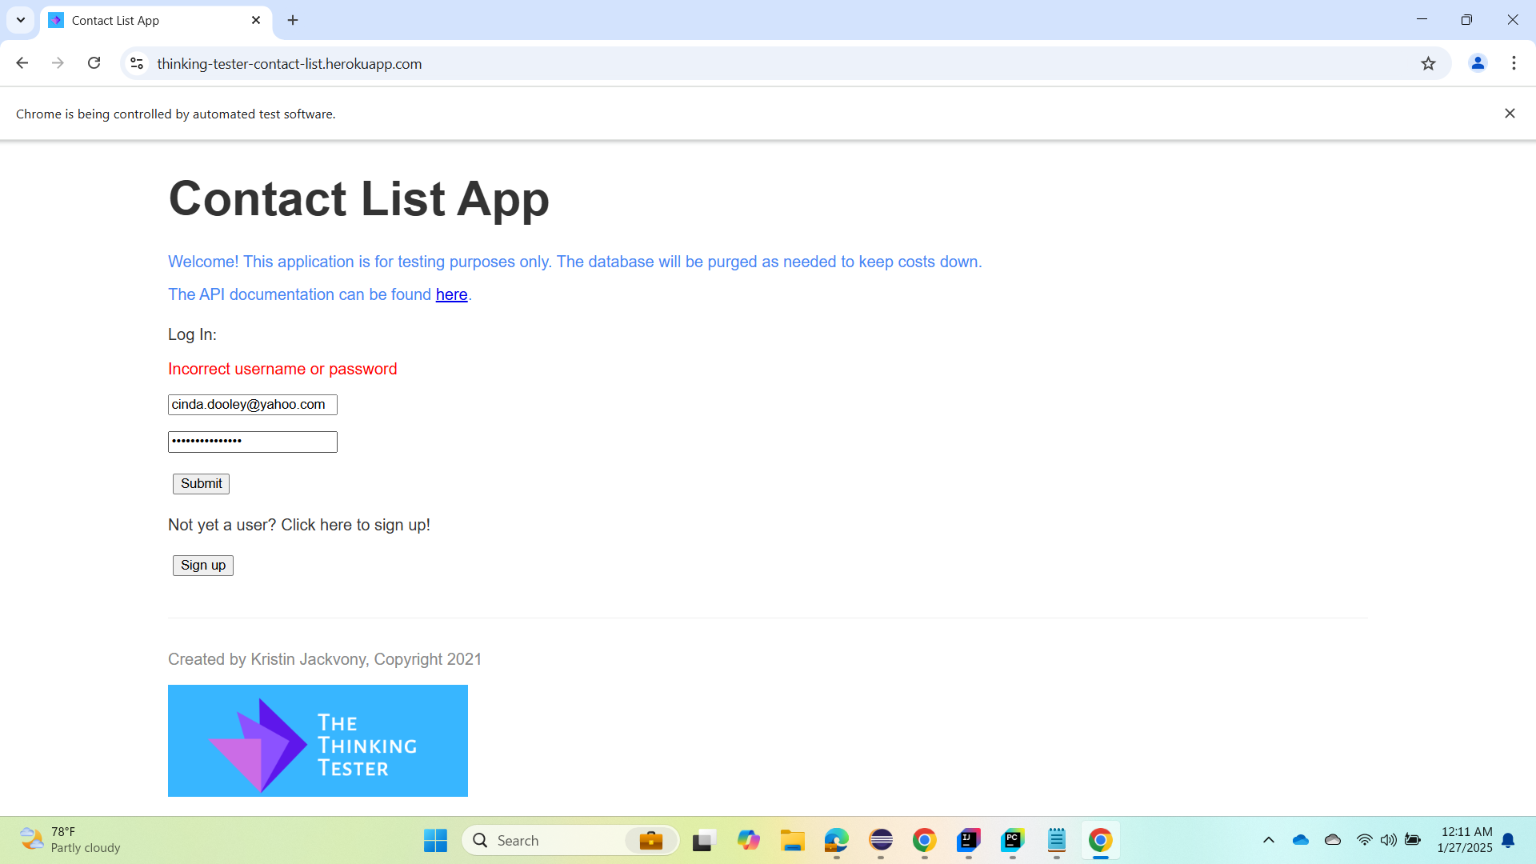 Contact List App
thinking-tester-contact-list.herokuapp.com
Chrome is being controlled by automated test software.
Contact List App
Welcome! This application is for testing purposes only. The database will be purged as needed to keep costs down.
The API documentation can be found here.
Log In:
Incorrect username or password
cinda.dooley@yahoo.com
•••••••••••••••
Submit
Not yet a user? Click here to sign up!
Sign up
Created by Kristin Jackvony, Copyright 2021
THE
THINKING
TESTER
78°F
Partly cloudy
Search
IJ
PC
12:11 AM
1/27/2025